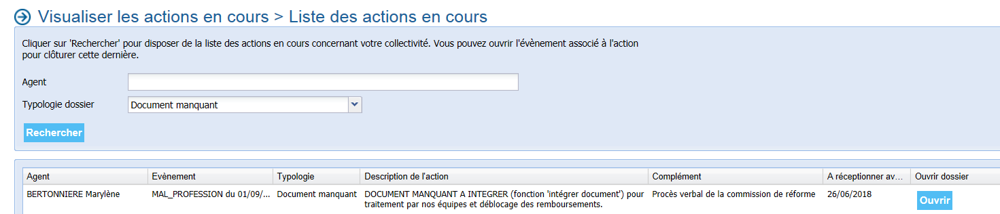 Visualiser les actions en cours > Liste des actions en cours
Cliquer sur 'Rechercher' pour disposer de la liste des actions en cours concernant votre collectivité. Vous pouvez ouvrir l'évènement associé à l'action
pour clôturer cette dernière.
Agent
Typologie dossier Document manquant
Rechercher
Agent Evènement Typologie Description de l'action Complément A réceptionner av... Ouvrir dossier
BERTONNIERE Marylène MAL_PROFESSION du 01/09/... Document manquant DOCUMENT MANQUANT A INTEGRER (fonction 'intégrer document') pour Procès verbal de la commission de réforme 26/06/2018
traitement par nos équipes et déblocage des remboursements. Ouvrir